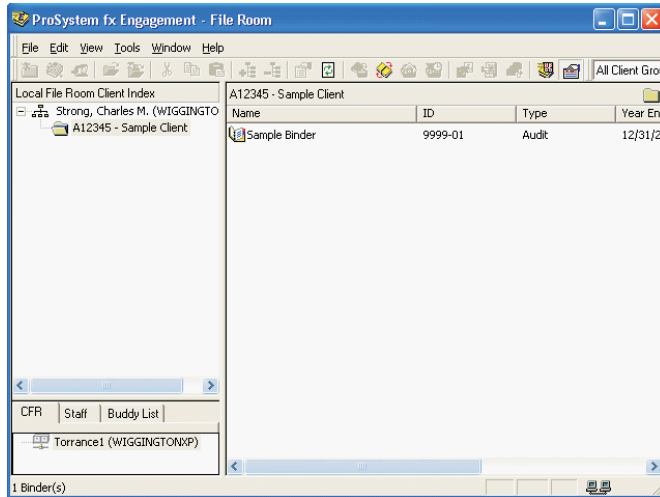 ProSystem fx Engagement - File Room
File Edit View Tools Window Help
All Client Gro
Local File Room Client Index
Strong, Charles M. (WIGGINGTO
A12345 - Sample Client
A12345 - Sample Client
Name ID Type Year En
Sample Binder 9999-01 Audit 12/31/2
CFR Staff Buddy List
Torrance1 (WIGGINGTONXP)
1 Binder(s)